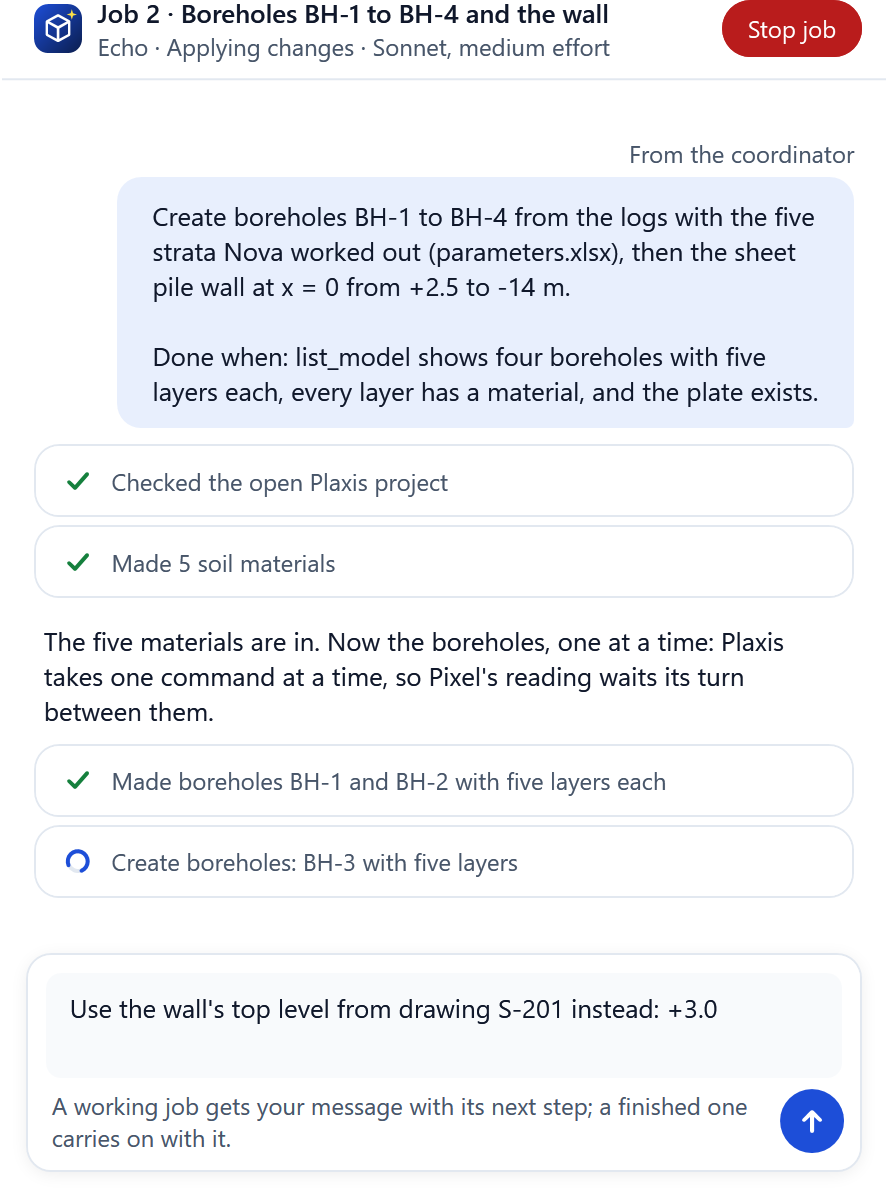 Job 2 · Boreholes BH-1 to BH-4 and the wall
Echo · Applying changes · Sonnet, medium effort
Stop job
From the coordinator
Create boreholes BH-1 to BH-4 from the logs with the five
strata Nova worked out (parameters.xlsx), then the sheet
pile wall at x = 0 from +2.5 to -14 m.
Done when: list_model shows four boreholes with five
layers each, every layer has a material, and the plate exists.
Checked the open Plaxis project
Made 5 soil materials
The five materials are in. Now the boreholes, one at a time: Plaxis
takes one command at a time, so Pixel's reading waits its turn
between them.
Made boreholes BH-1 and BH-2 with five layers each
Create boreholes: BH-3 with five layers
Use the wall's top level from drawing S-201 instead: +3.0
A working job gets your message with its next step; a finished one
carries on with it.